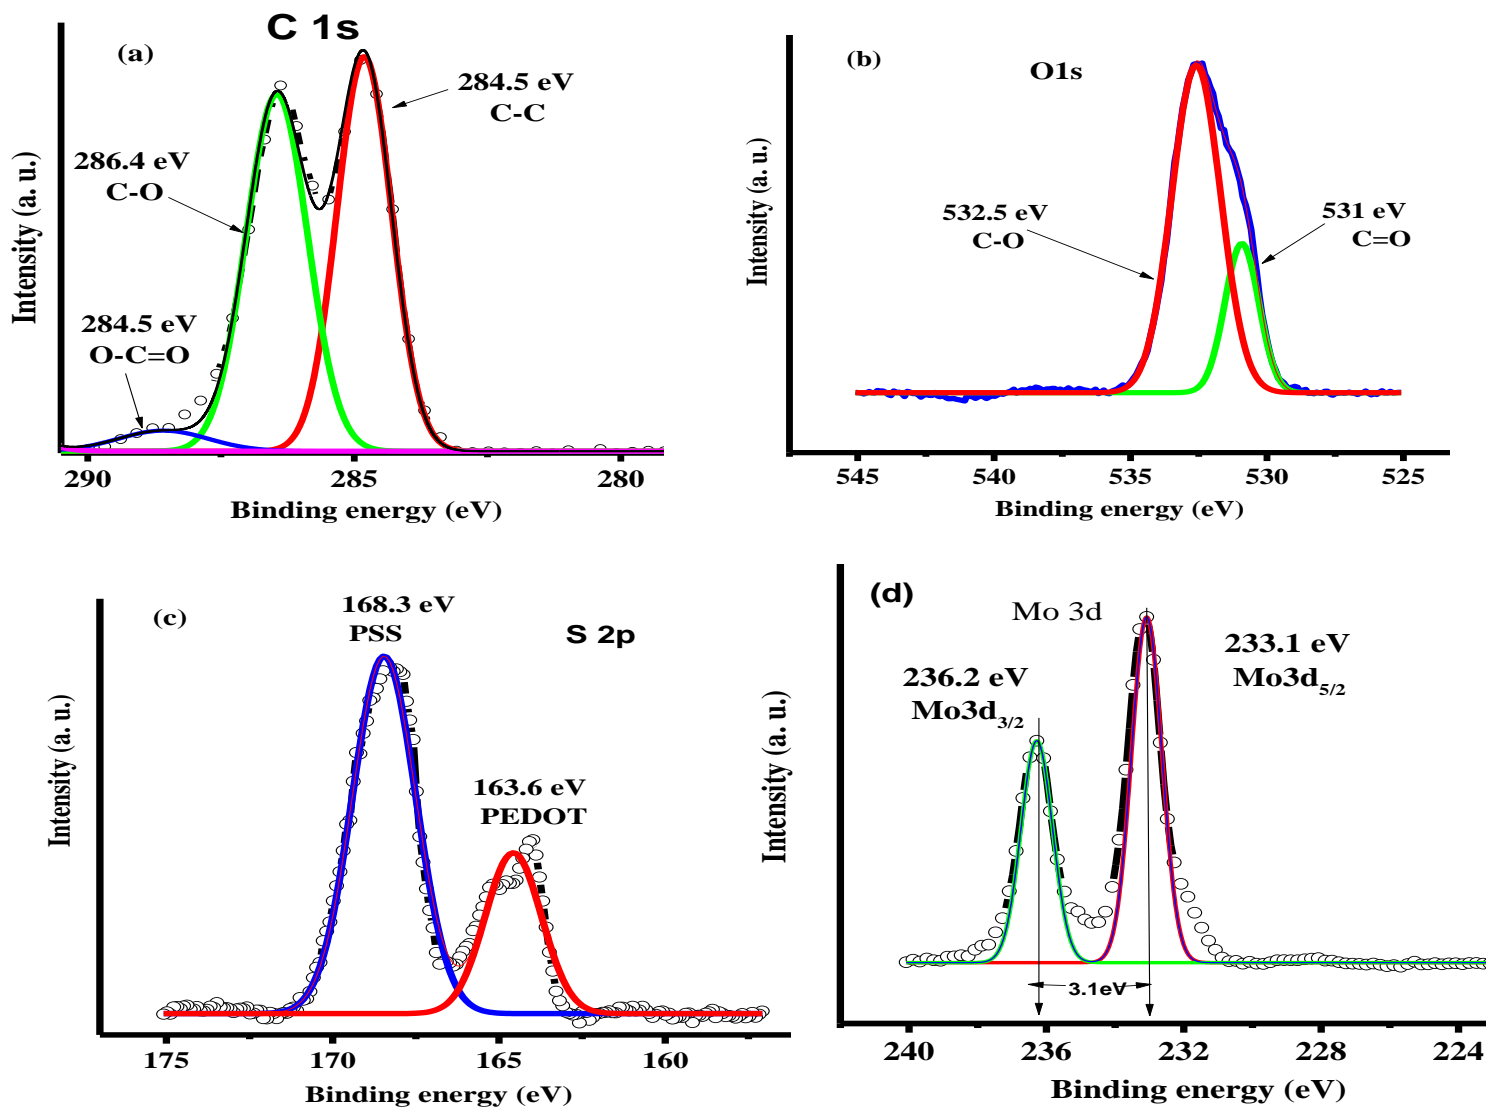 C 1s
(a)
284.5 eV
C-C
286.4 eV
C-O
284.5 eV
O-C=O
Intensity (a. u.)
290 285 280
Binding energy (eV)
(b)
O1s
532.5 eV
C-O
531 eV
C=O
Intensity (a. u.)
545 540 535 530 525
Binding energy (eV)
(c)
168.3 eV
PSS
S 2p
163.6 eV
PEDOT
Intensity (a. u.)
175 170 165 160
Binding energy (eV)
(d)
Mo 3d
233.1 eV
Mo3d5/2
236.2 eV
Mo3d3/2
3.1eV
Intensity (a. u.)
240 236 232 228 224
Binding energy (eV)